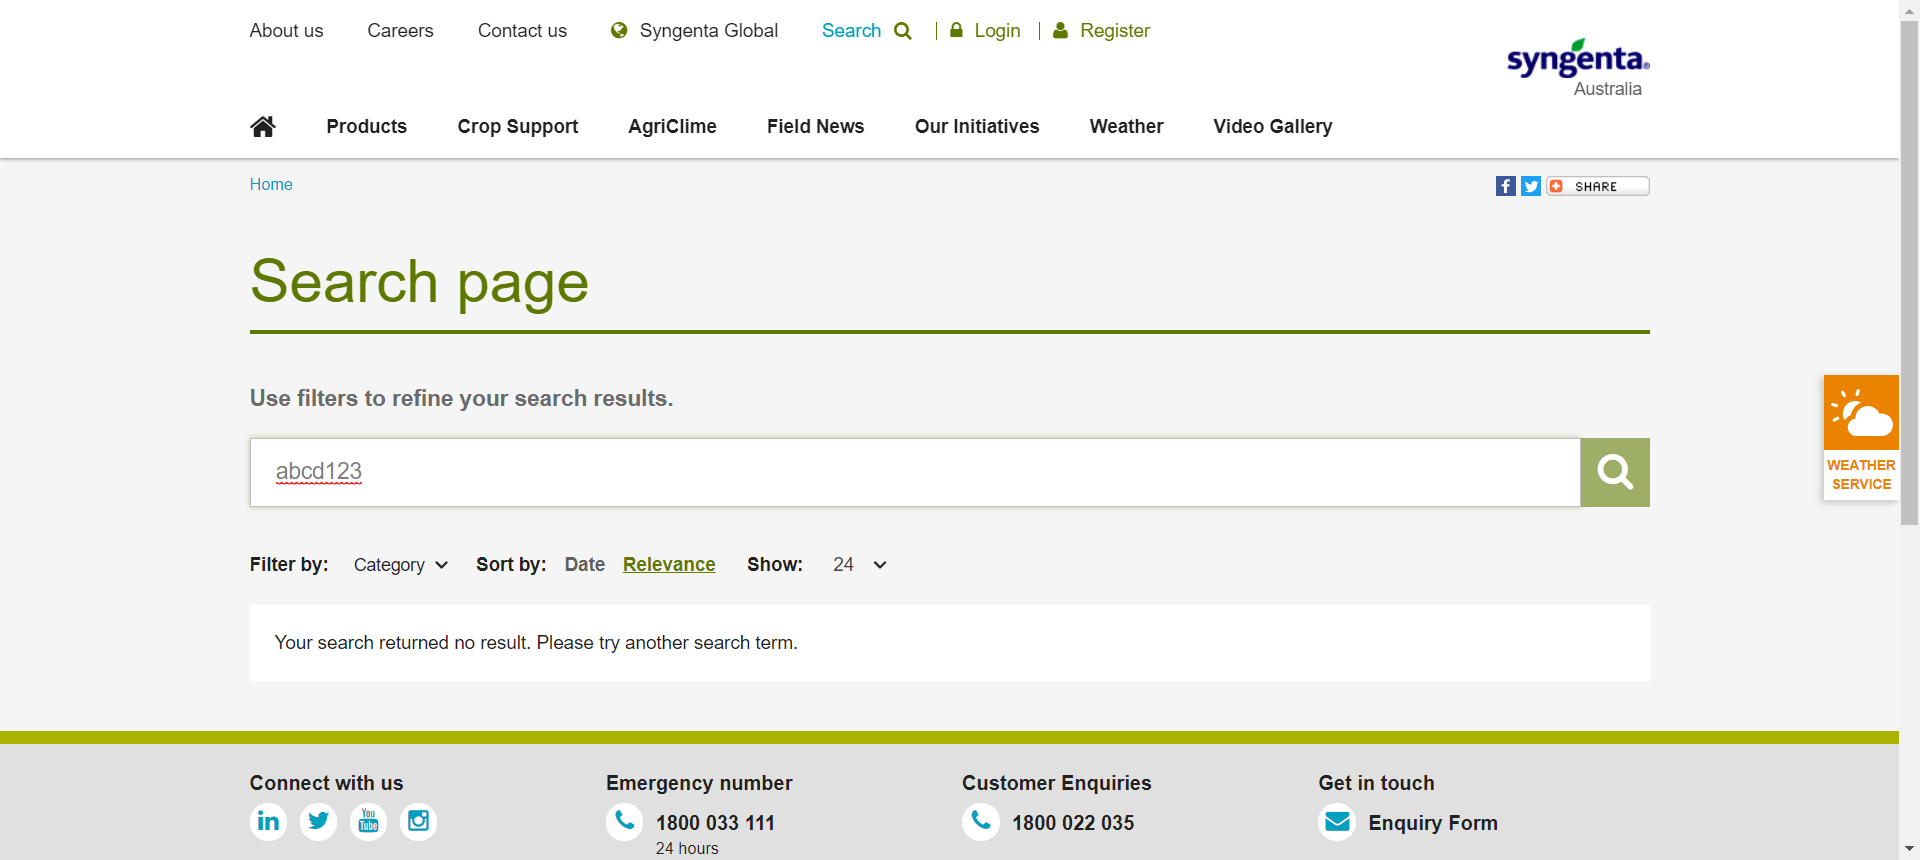 About us Careers Contact us Syngenta Global Search Login Register
syngenta®
Australia
Products Crop Support AgriClime Field News Our Initiatives Weather Video Gallery
Home
SHARE
Search page
Use filters to refine your search results.
abcd123
WEATHER
SERVICE
Filter by: Category Sort by: Date Relevance Show: 24
Your search returned no result. Please try another search term.
Connect with us Emergency number Customer Enquiries Get in touch
in You Tube 1800 033 111 1800 022 035 Enquiry Form
24 hours